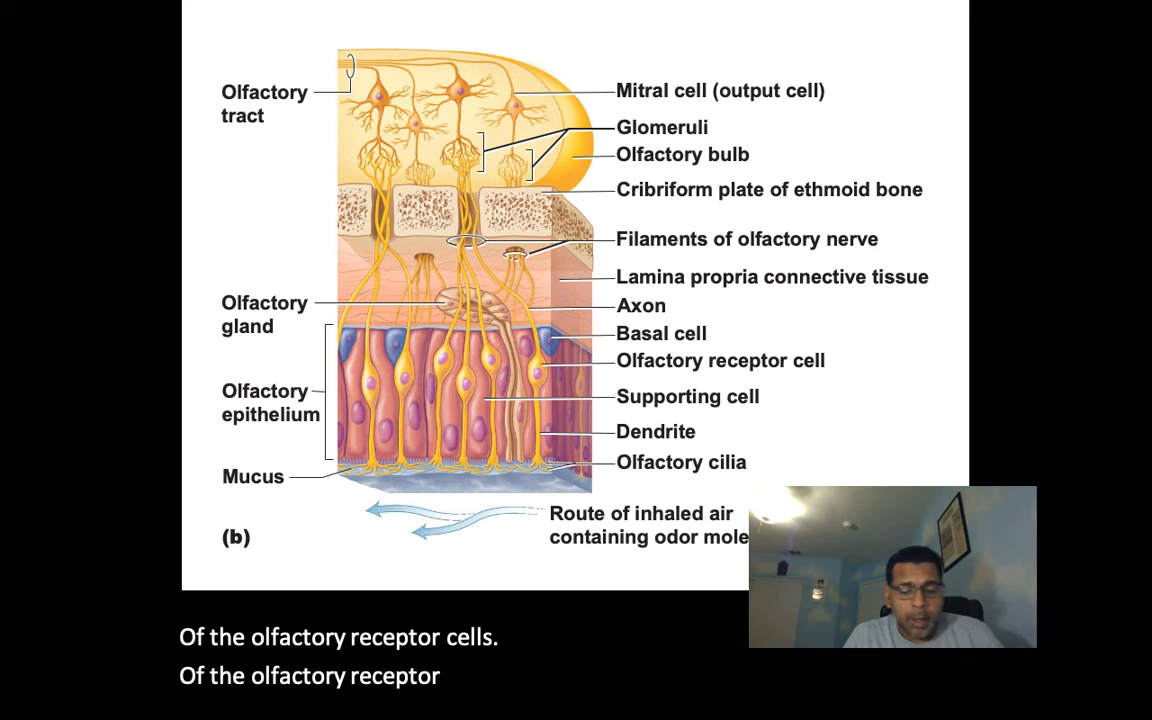 Olfactory
tract
Mitral cell (output cell)
Glomeruli
Olfactory bulb
Cribriform plate of ethmoid bone
Filaments of olfactory nerve
Lamina propria connective tissue
Olfactory
gland
Axon
Basal cell
Olfactory receptor cell
Olfactory
epithelium
Supporting cell
Dendrite
Olfactory cilia
Mucus
Route of inhaled air
containing odor mole
(b)
Of the olfactory receptor cells.
Of the olfactory receptor